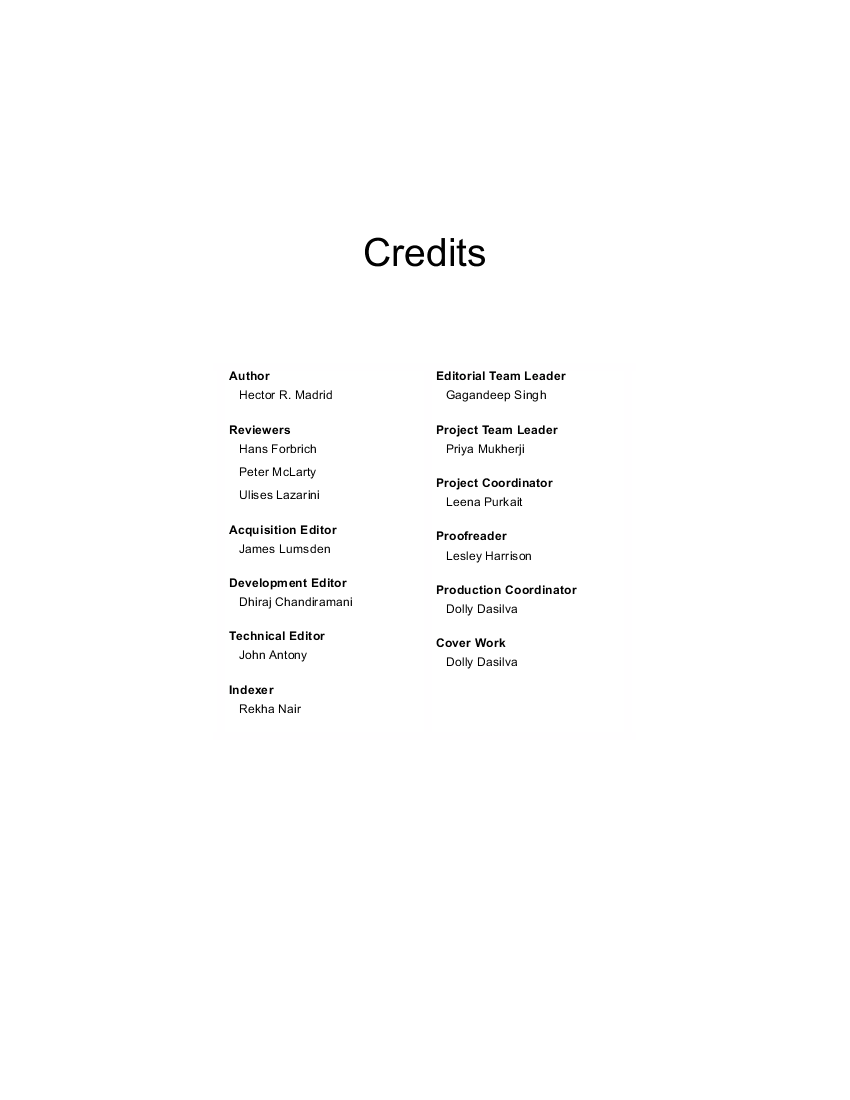 Credits
Author
Hector R. Madrid
Reviewers
Hans Forbrich
Peter McLarty
Ulises Lazarini
Acquisition Editor
James Lumsden
Development Editor
Dhiraj Chandiramani
Technical Editor
John Antony
Indexer
Rekha Nair
Editorial Team Leader
Gagandeep Singh
Project Team Leader
Priya Mukherji
Project Coordinator
Leena Purkait
Proofreader
Lesley Harrison
Production Coordinator
Dolly Dasilva
Cover Work
Dolly Dasilva